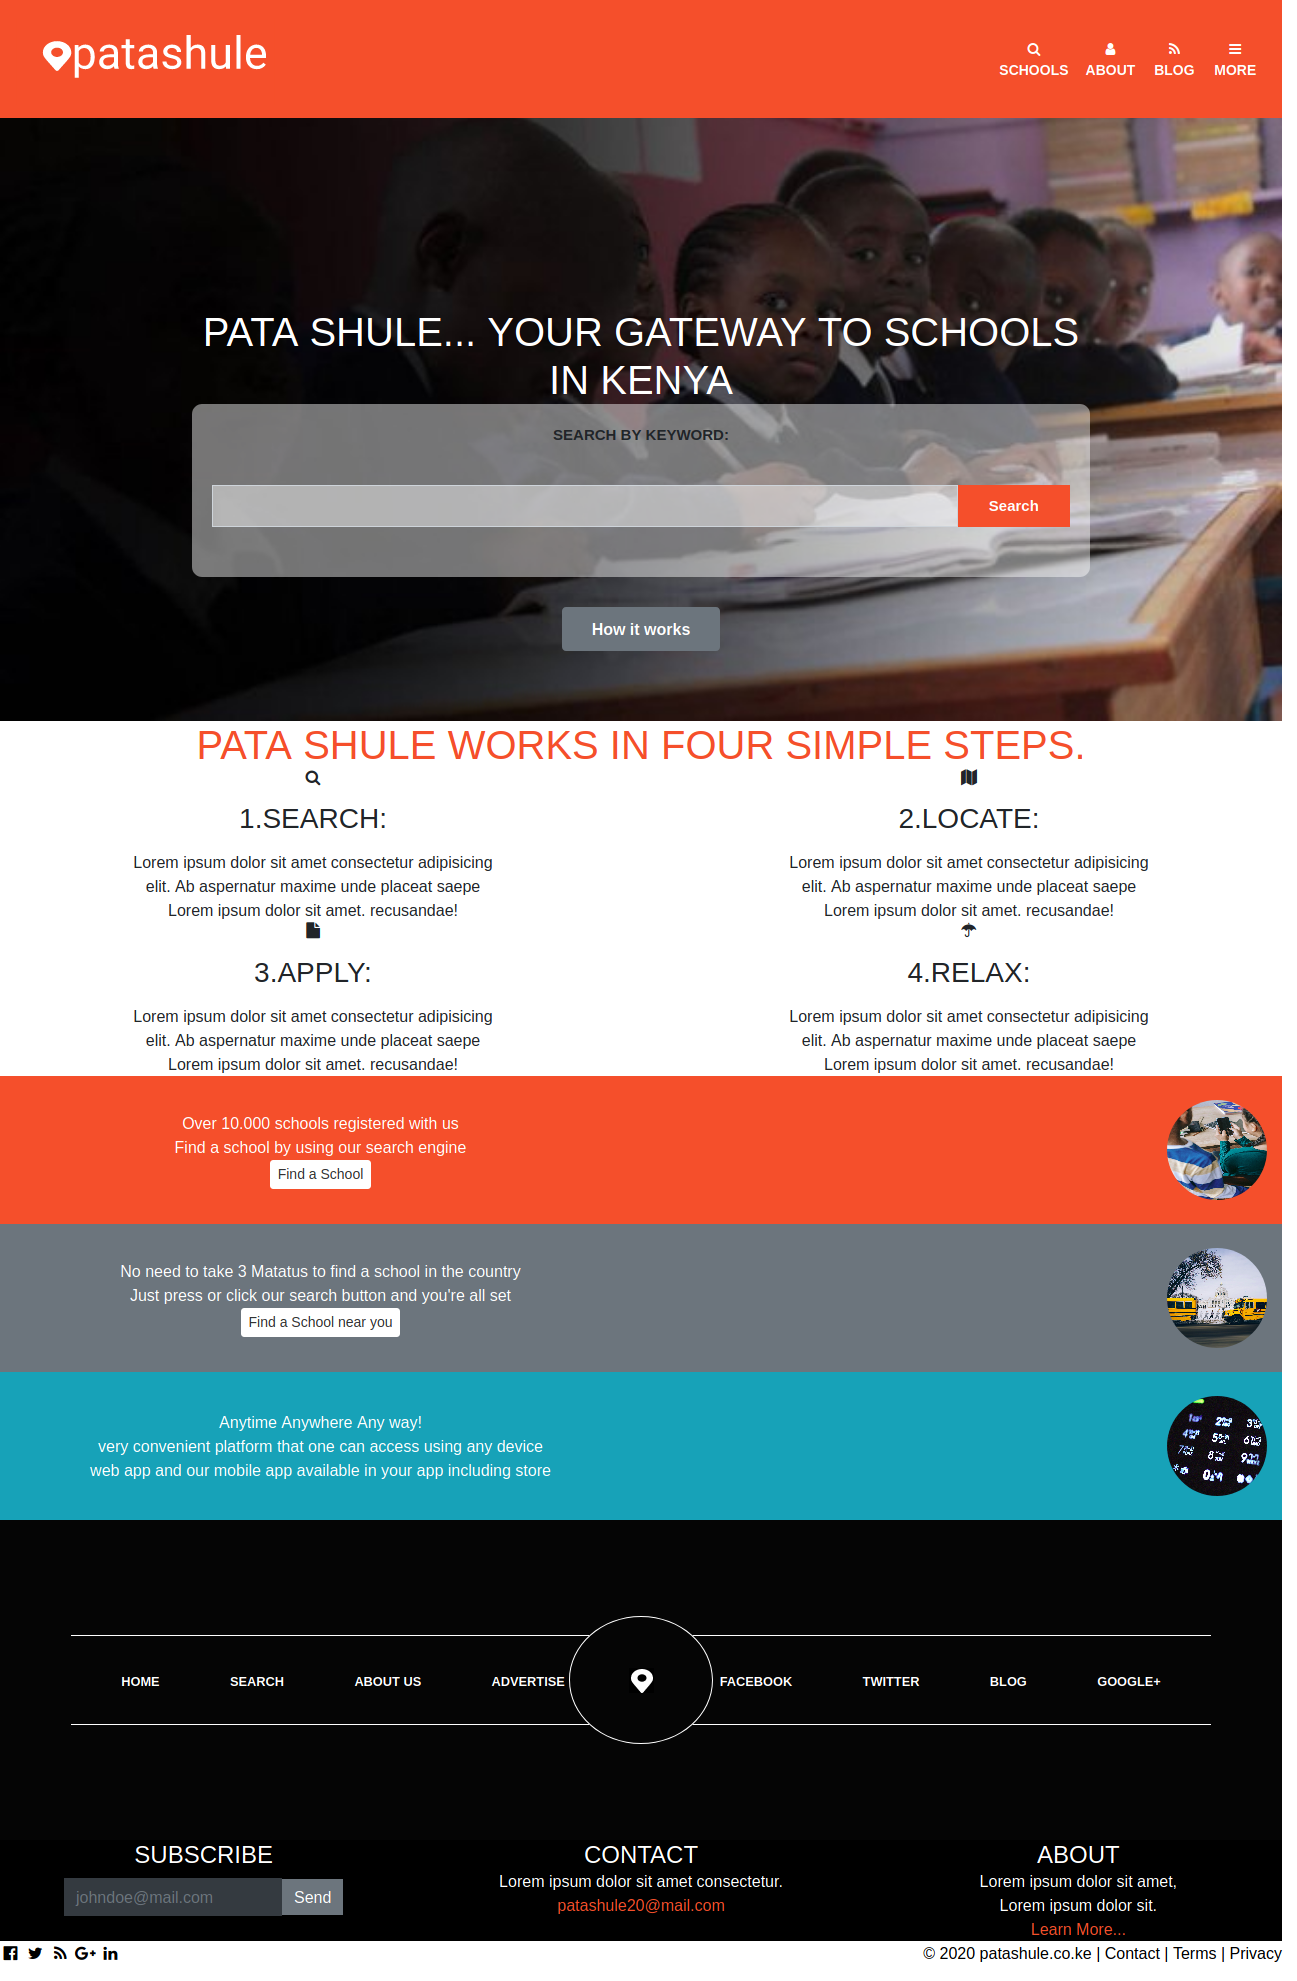 patashule
SCHOOLS ABOUT BLOG MORE
PATA SHULE... YOUR GATEWAY TO SCHOOLS
IN KENYA
SEARCH BY KEYWORD:
Search
How it works
PATA SHULE WORKS IN FOUR SIMPLE STEPS.
1.SEARCH:
Lorem ipsum dolor sit amet consectetur adipisicing
elit. Ab aspernatur maxime unde placeat saepe
Lorem ipsum dolor sit amet. recusandae!
2.LOCATE:
Lorem ipsum dolor sit amet consectetur adipisicing
elit. Ab aspernatur maxime unde placeat saepe
Lorem ipsum dolor sit amet. recusandae!
3.APPLY:
Lorem ipsum dolor sit amet consectetur adipisicing
elit. Ab aspernatur maxime unde placeat saepe
Lorem ipsum dolor sit amet. recusandae!
4.RELAX:
Lorem ipsum dolor sit amet consectetur adipisicing
elit. Ab aspernatur maxime unde placeat saepe
Lorem ipsum dolor sit amet. recusandae!
Over 10.000 schools registered with us
Find a school by using our search engine
Find a School
No need to take 3 Matatus to find a school in the country
Just press or click our search button and you're all set
Find a School near you
Anytime Anywhere Any way!
very convenient platform that one can access using any device
web app and our mobile app available in your app including store
HOME SEARCH ABOUT US ADVERTISE FACEBOOK TWITTER BLOG GOOGLE+
SUBSCRIBE
johndoe@mail.com Send
CONTACT
Lorem ipsum dolor sit amet consectetur.
patashule20@mail.com
ABOUT
Lorem ipsum dolor sit amet,
Lorem ipsum dolor sit.
Learn More...
© 2020 patashule.co.ke | Contact | Terms | Privacy